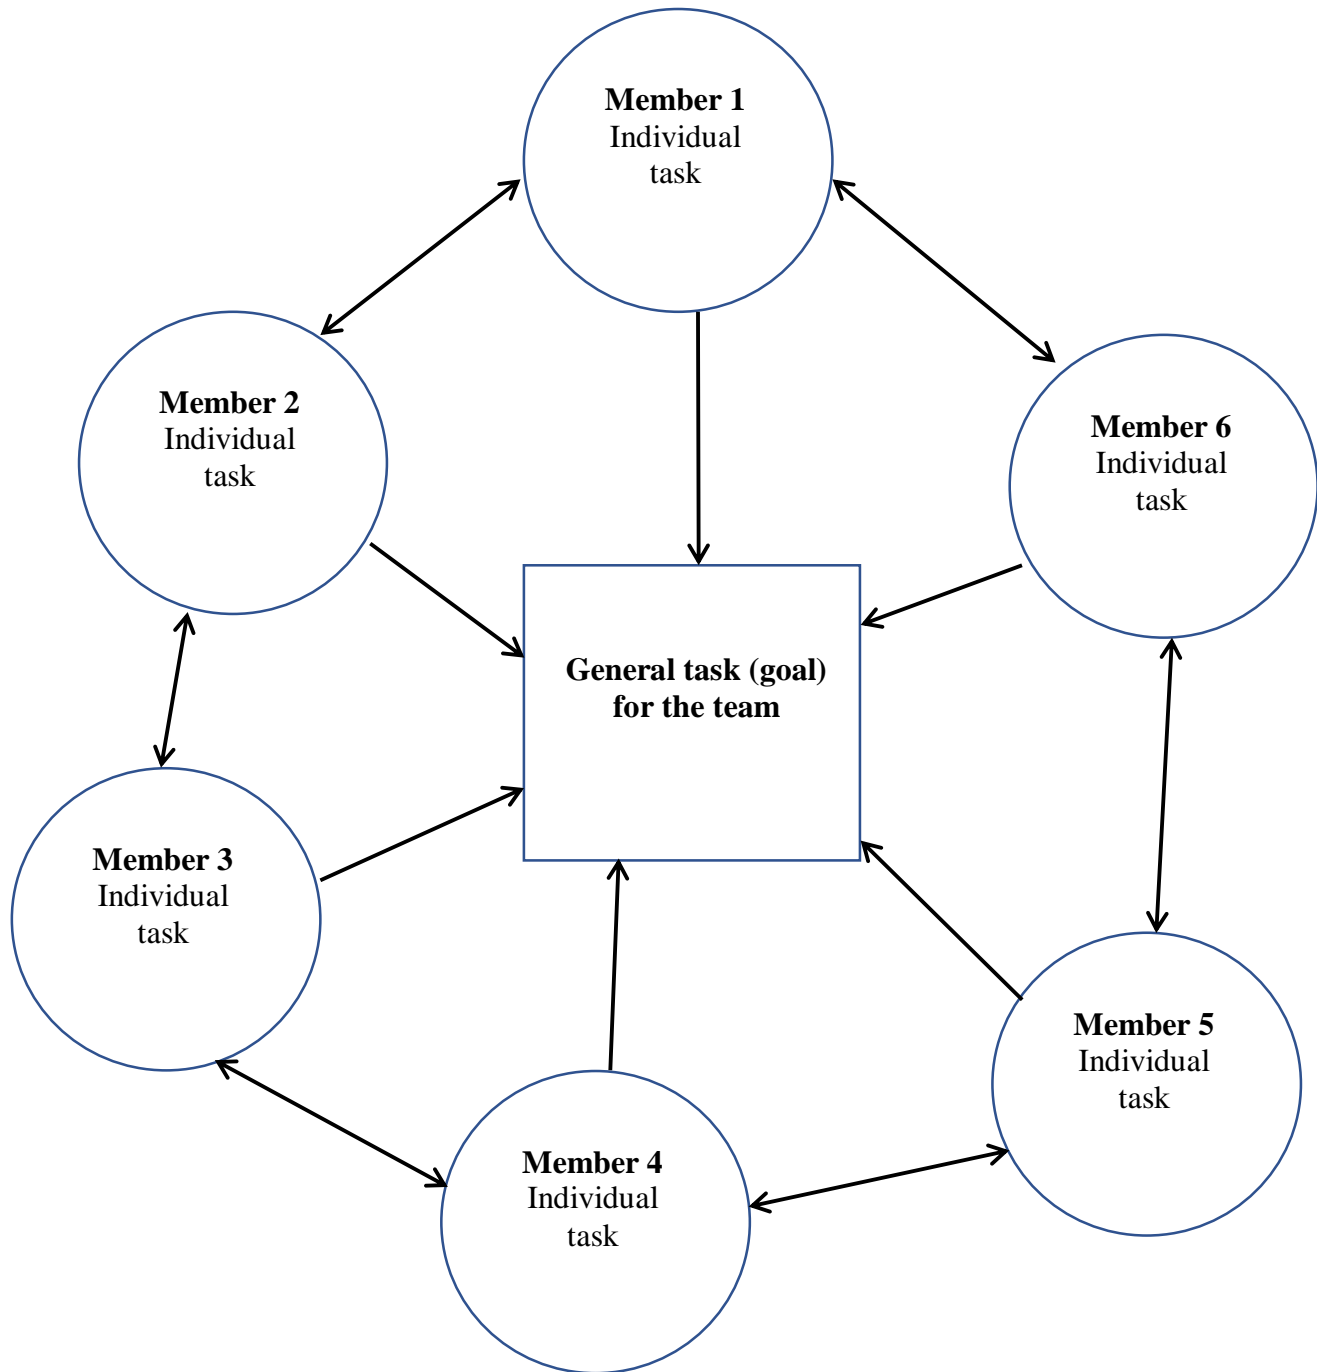 Member 1
Individual
task
Member 2
Individual
task
Member 6
Individual
task
General task (goal)
for the team
Member 3
Individual
task
Member 5
Individual
task
Member 4
Individual
task